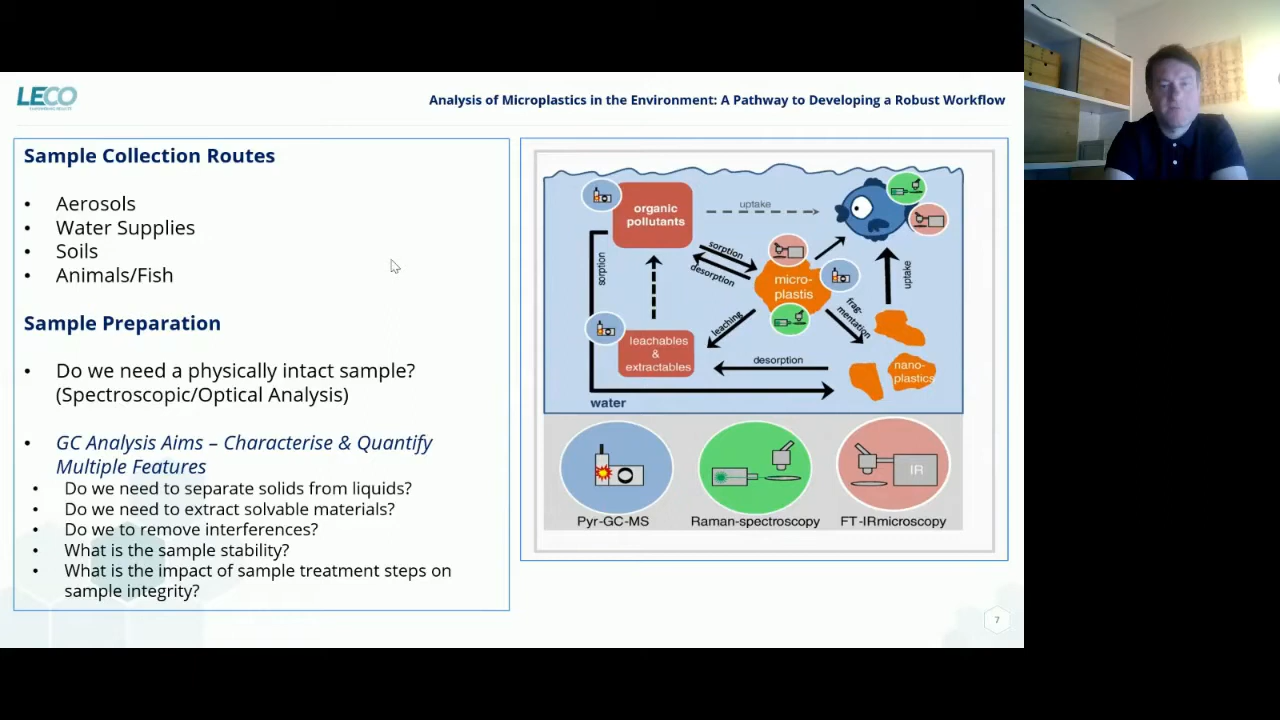 LECO
Analysis of Microplastics in the Environment: A Pathway to Developing a Robust Workflow
Sample Collection Routes
• Aerosols
• Water Supplies
• Soils
• Animals/Fish
Sample Preparation
• Do we need a physically intact sample?
(Spectroscopic/Optical Analysis)
• GC Analysis Aims – Characterise & Quantify
Multiple Features
• Do we need to separate solids from liquids?
• Do we need to extract solvable materials?
• Do we to remove interferences?
• What is the sample stability?
• What is the impact of sample treatment steps on
sample integrity?
organic
pollutants
uptake
sorption
desorption
sorption
micro-
plastis
uptake
frag-
mentation
leaching
leachables
&
extractables
desorption
nano-
plastics
water
IR
Pyr-GC-MS
Raman-spectroscopy
FT-IRmicroscopy
7